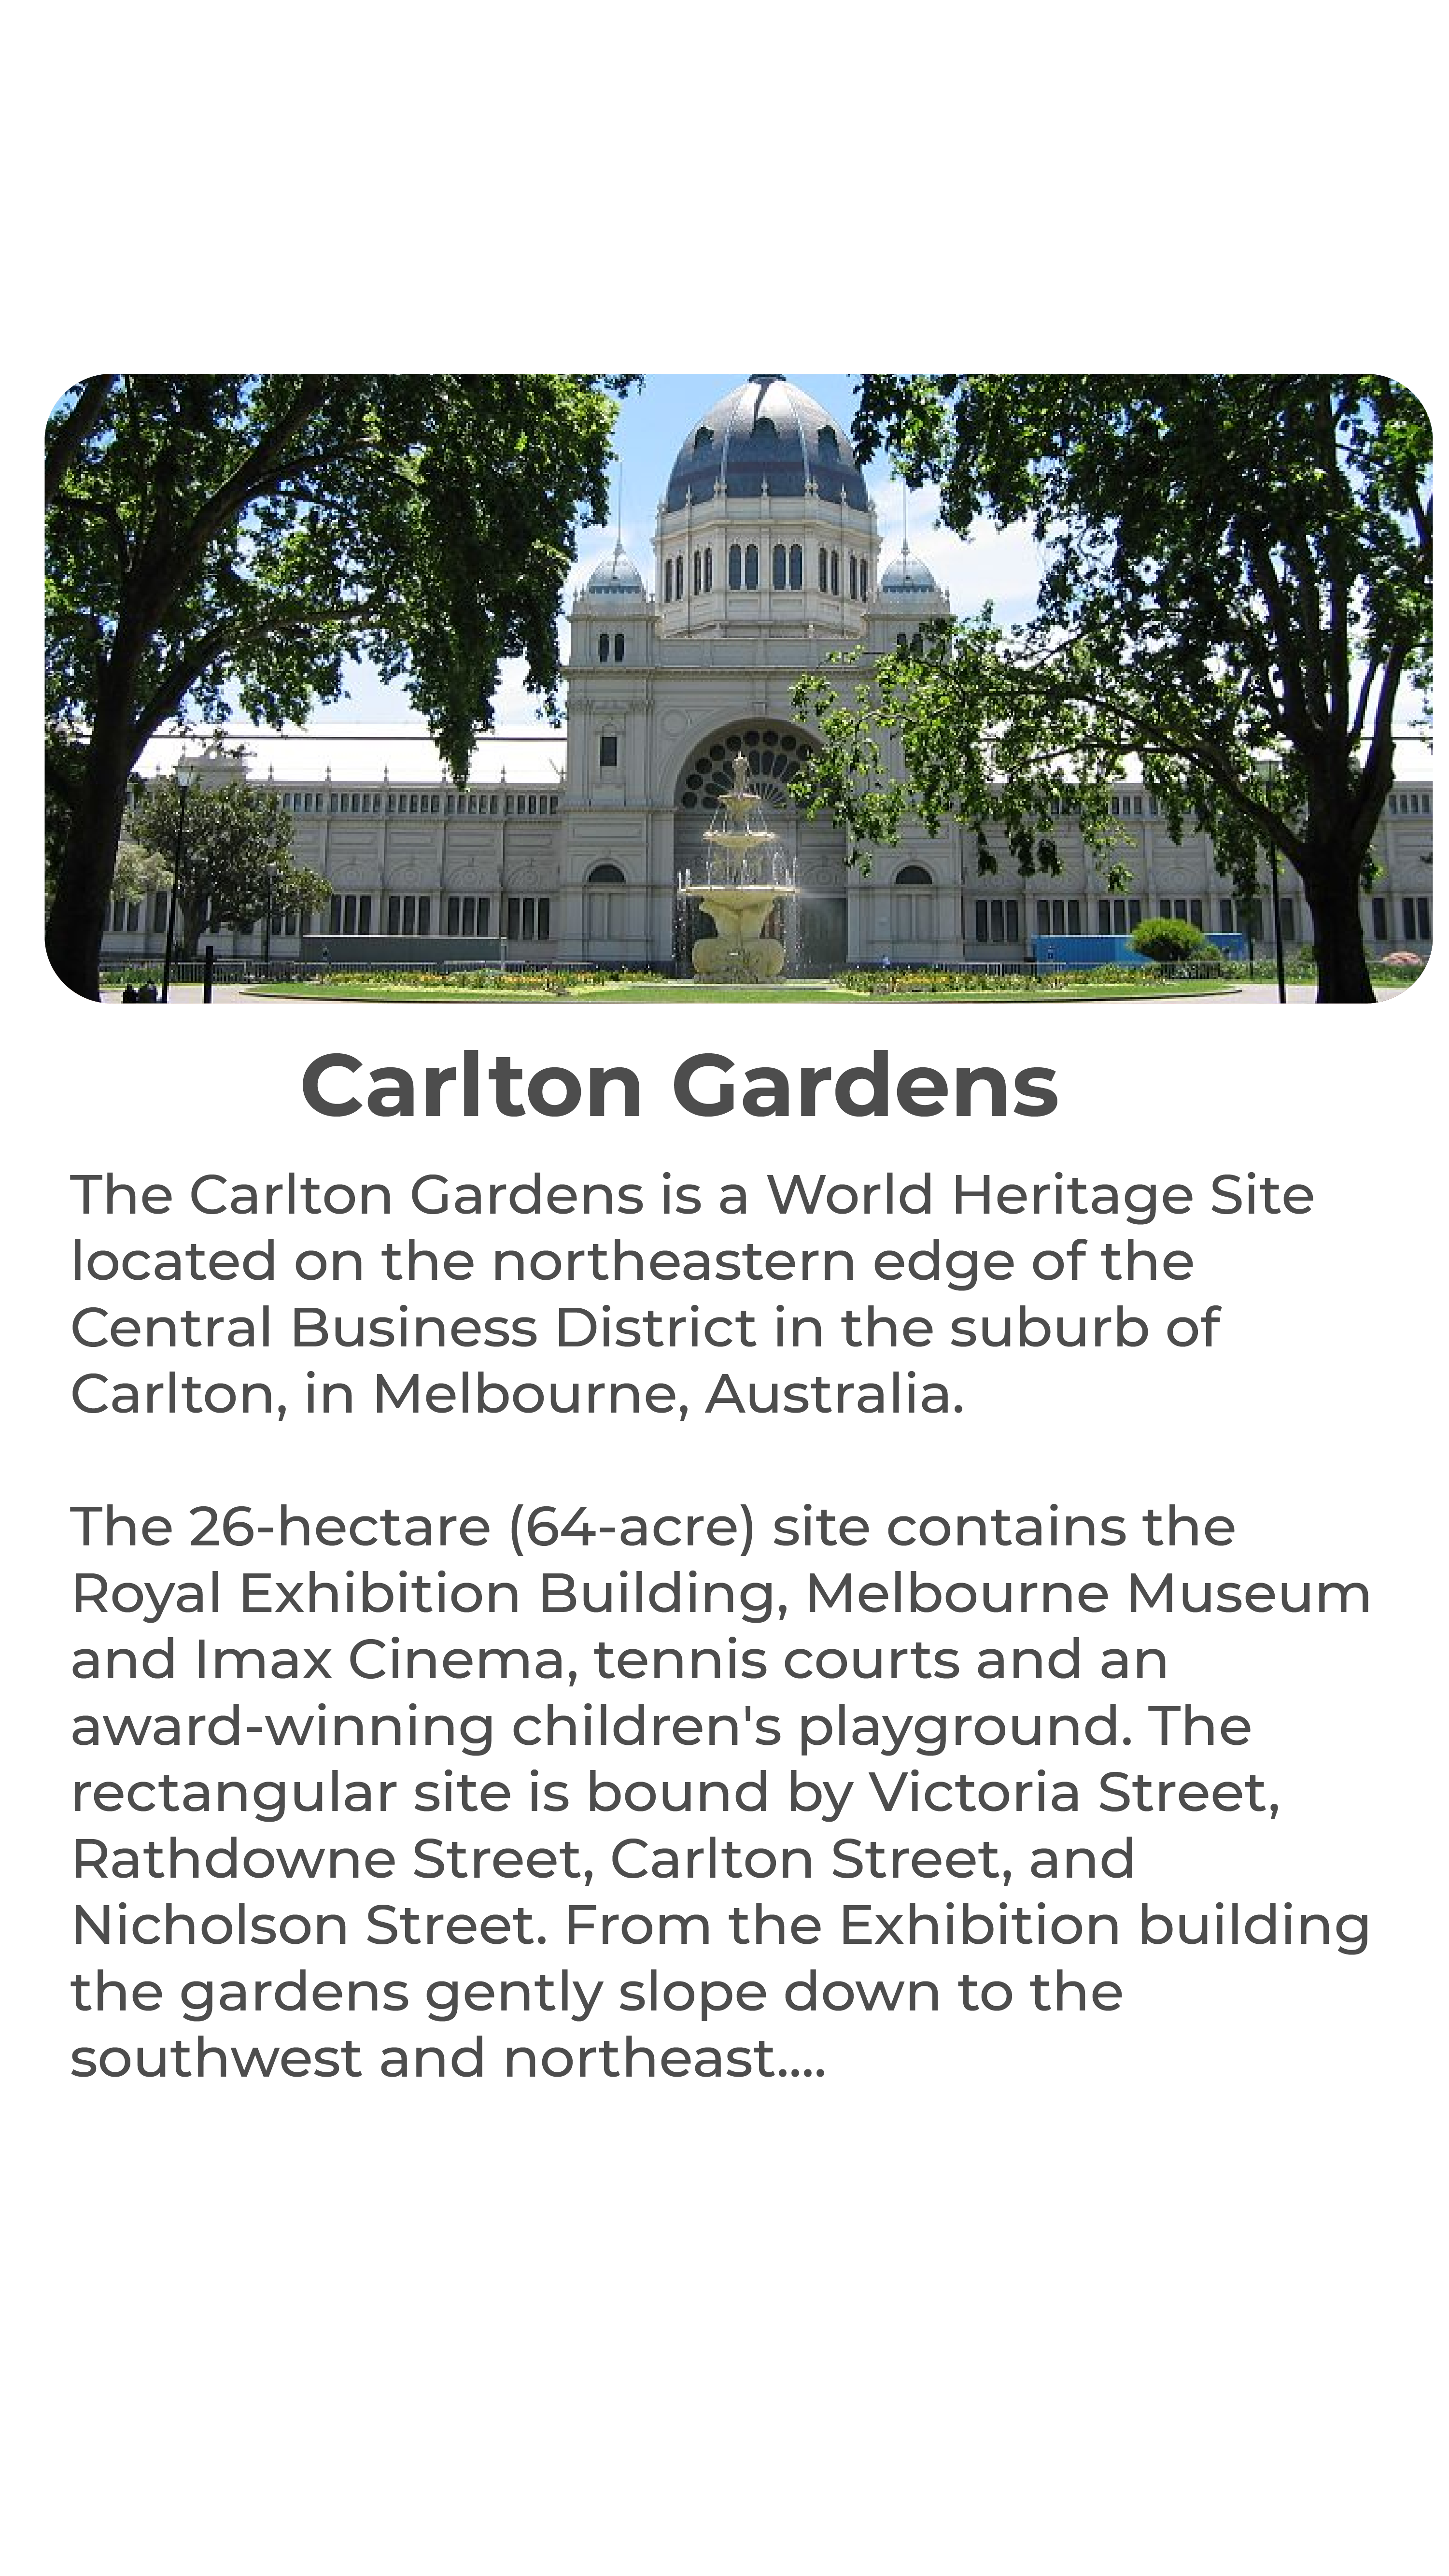 Carlton Gardens
The Carlton Gardens is a World Heritage Site
located on the northeastern edge of the
Central Business District in the suburb of
Carlton, in Melbourne, Australia.
The 26-hectare (64-acre) site contains the
Royal Exhibition Building, Melbourne Museum
and Imax Cinema, tennis courts and an
award-winning children's playground. The
rectangular site is bound by Victoria Street,
Rathdowne Street, Carlton Street, and
Nicholson Street. From the Exhibition building
the gardens gently slope down to the
southwest and northeast....